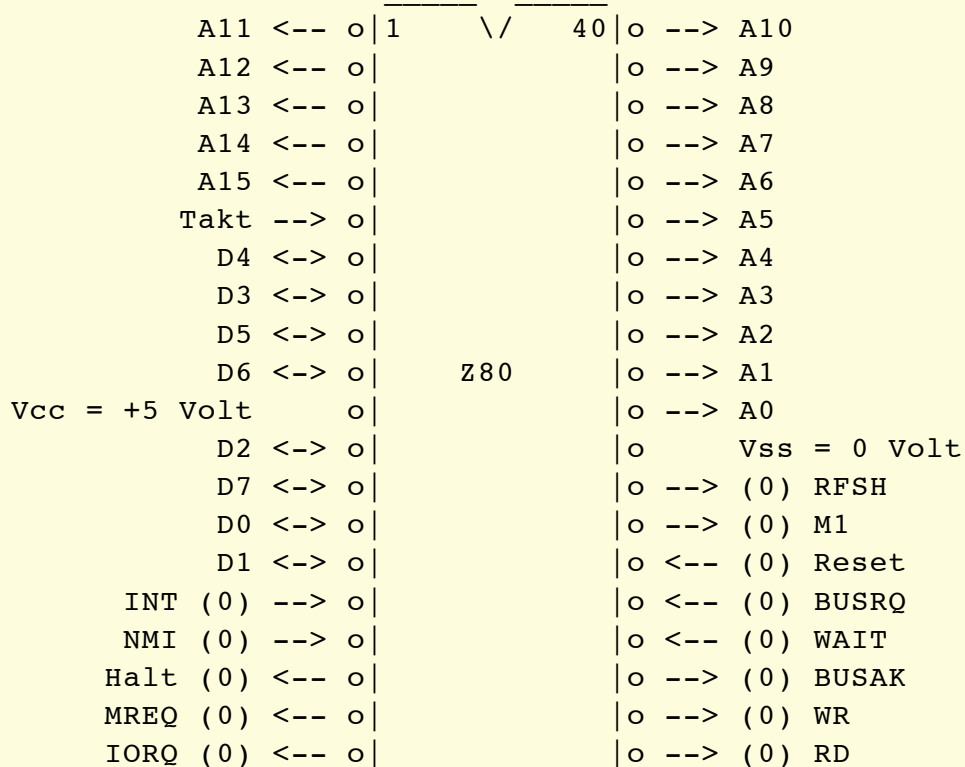 _____  _____
A11 <-- o|1    \/    40|o --> A10
A12 <-- o|             |o --> A9
A13 <-- o|             |o --> A8
A14 <-- o|             |o --> A7
A15 <-- o|             |o --> A6
Takt --> o|             |o --> A5
D4 <-> o|             |o --> A4
D3 <-> o|             |o --> A3
D5 <-> o|             |o --> A2
D6 <-> o|    Z80      |o --> A1
Vcc = +5 Volt     o|             |o --> A0
D2 <-> o|             |o     Vss = 0 Volt
D7 <-> o|             |o --> (0) RFSH
D0 <-> o|             |o --> (0) M1
D1 <-> o|             |o <-- (0) Reset
INT (0) --> o|             |o <-- (0) BUSRQ
NMI (0) --> o|             |o <-- (0) WAIT
Halt (0) <-- o|             |o --> (0) BUSAK
MREQ (0) <-- o|             |o --> (0) WR
IORQ (0) <-- o|             |o --> (0) RD